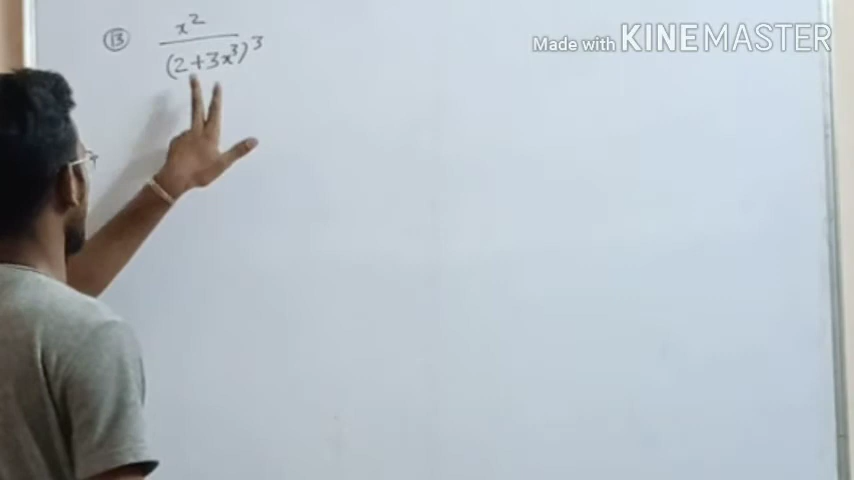 ⑬ x²
(2+3x³)³
Made with KINEMASTER